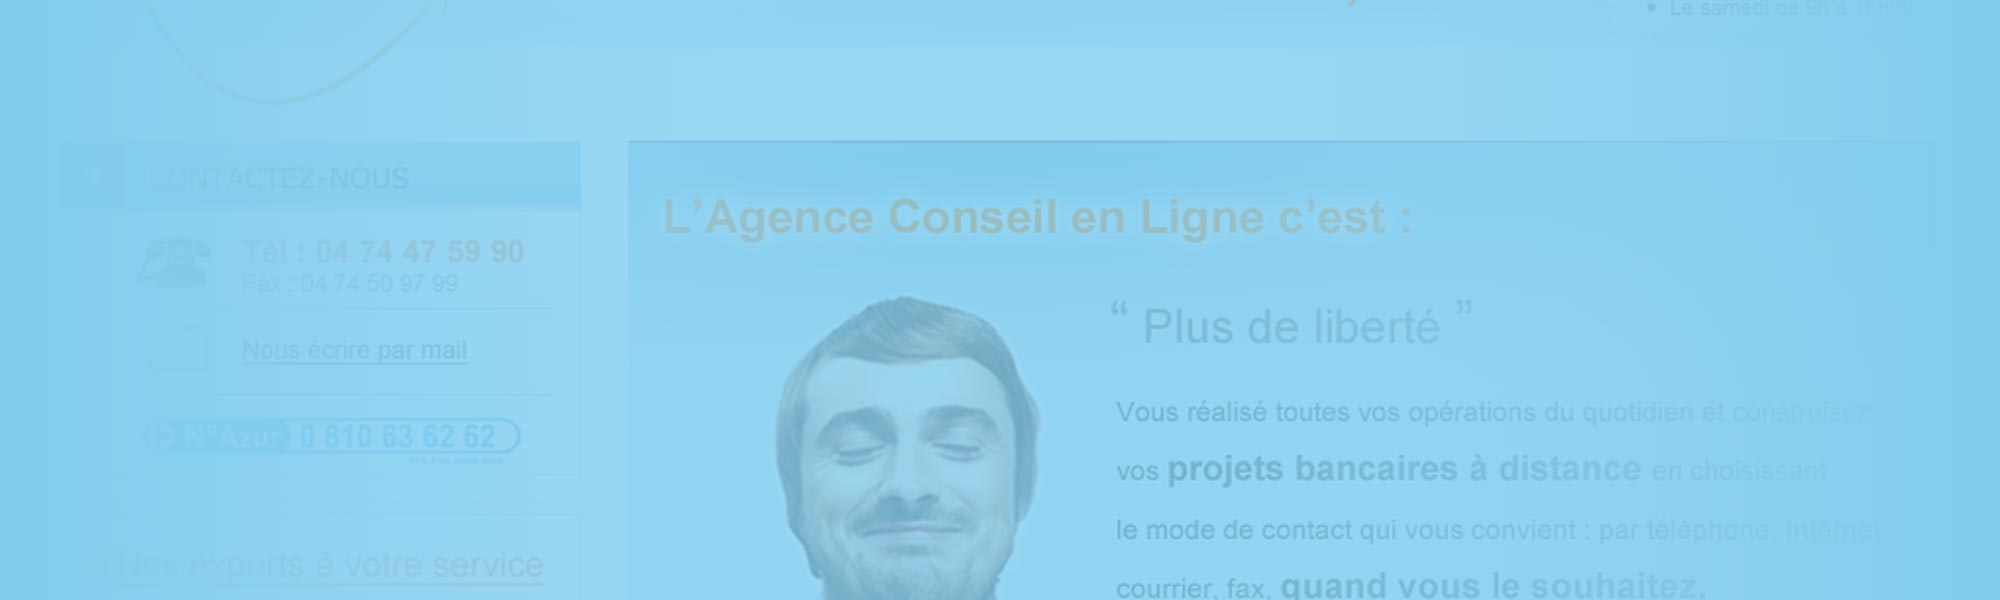 Le samedi de 9h à 16h00
CONTACTEZ-NOUS
Tél : 04 74 47 59 90
Fax : 04 74 50 97 99
Nous écrire par mail
N°Azur 0 810 63 62 62
Nos experts à votre service
L’Agence Conseil en Ligne c’est :
“ Plus de liberté ”
Vous réalisé toutes vos opérations du quotidien et construisez
vos projets bancaires à distance en choisissant
le mode de contact qui vous convient : par téléphone, Internet,
courrier, fax, quand vous le souhaitez.